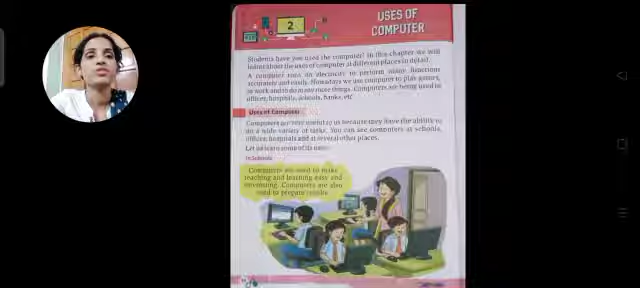 2
USES OF
COMPUTER
Students have you used the computer? In this chapter we will
learn about the uses of computer at different places in detail.
A computer runs on electricity to perform many functions
accurately and easily. Nowadays we use computer to play games,
to work and to do many more things. Computers are being used in
offices, hospitals, schools, banks, etc.
Uses of Computer
Computers are very useful to us because they have the ability to
do a wide variety of tasks. You can see computers at schools,
offices, hospitals and at several other places.
Let us learn some of its uses:
In Schools
Computers are used to make
teaching and learning easy and
interesting. Computers are also
used to prepare results.